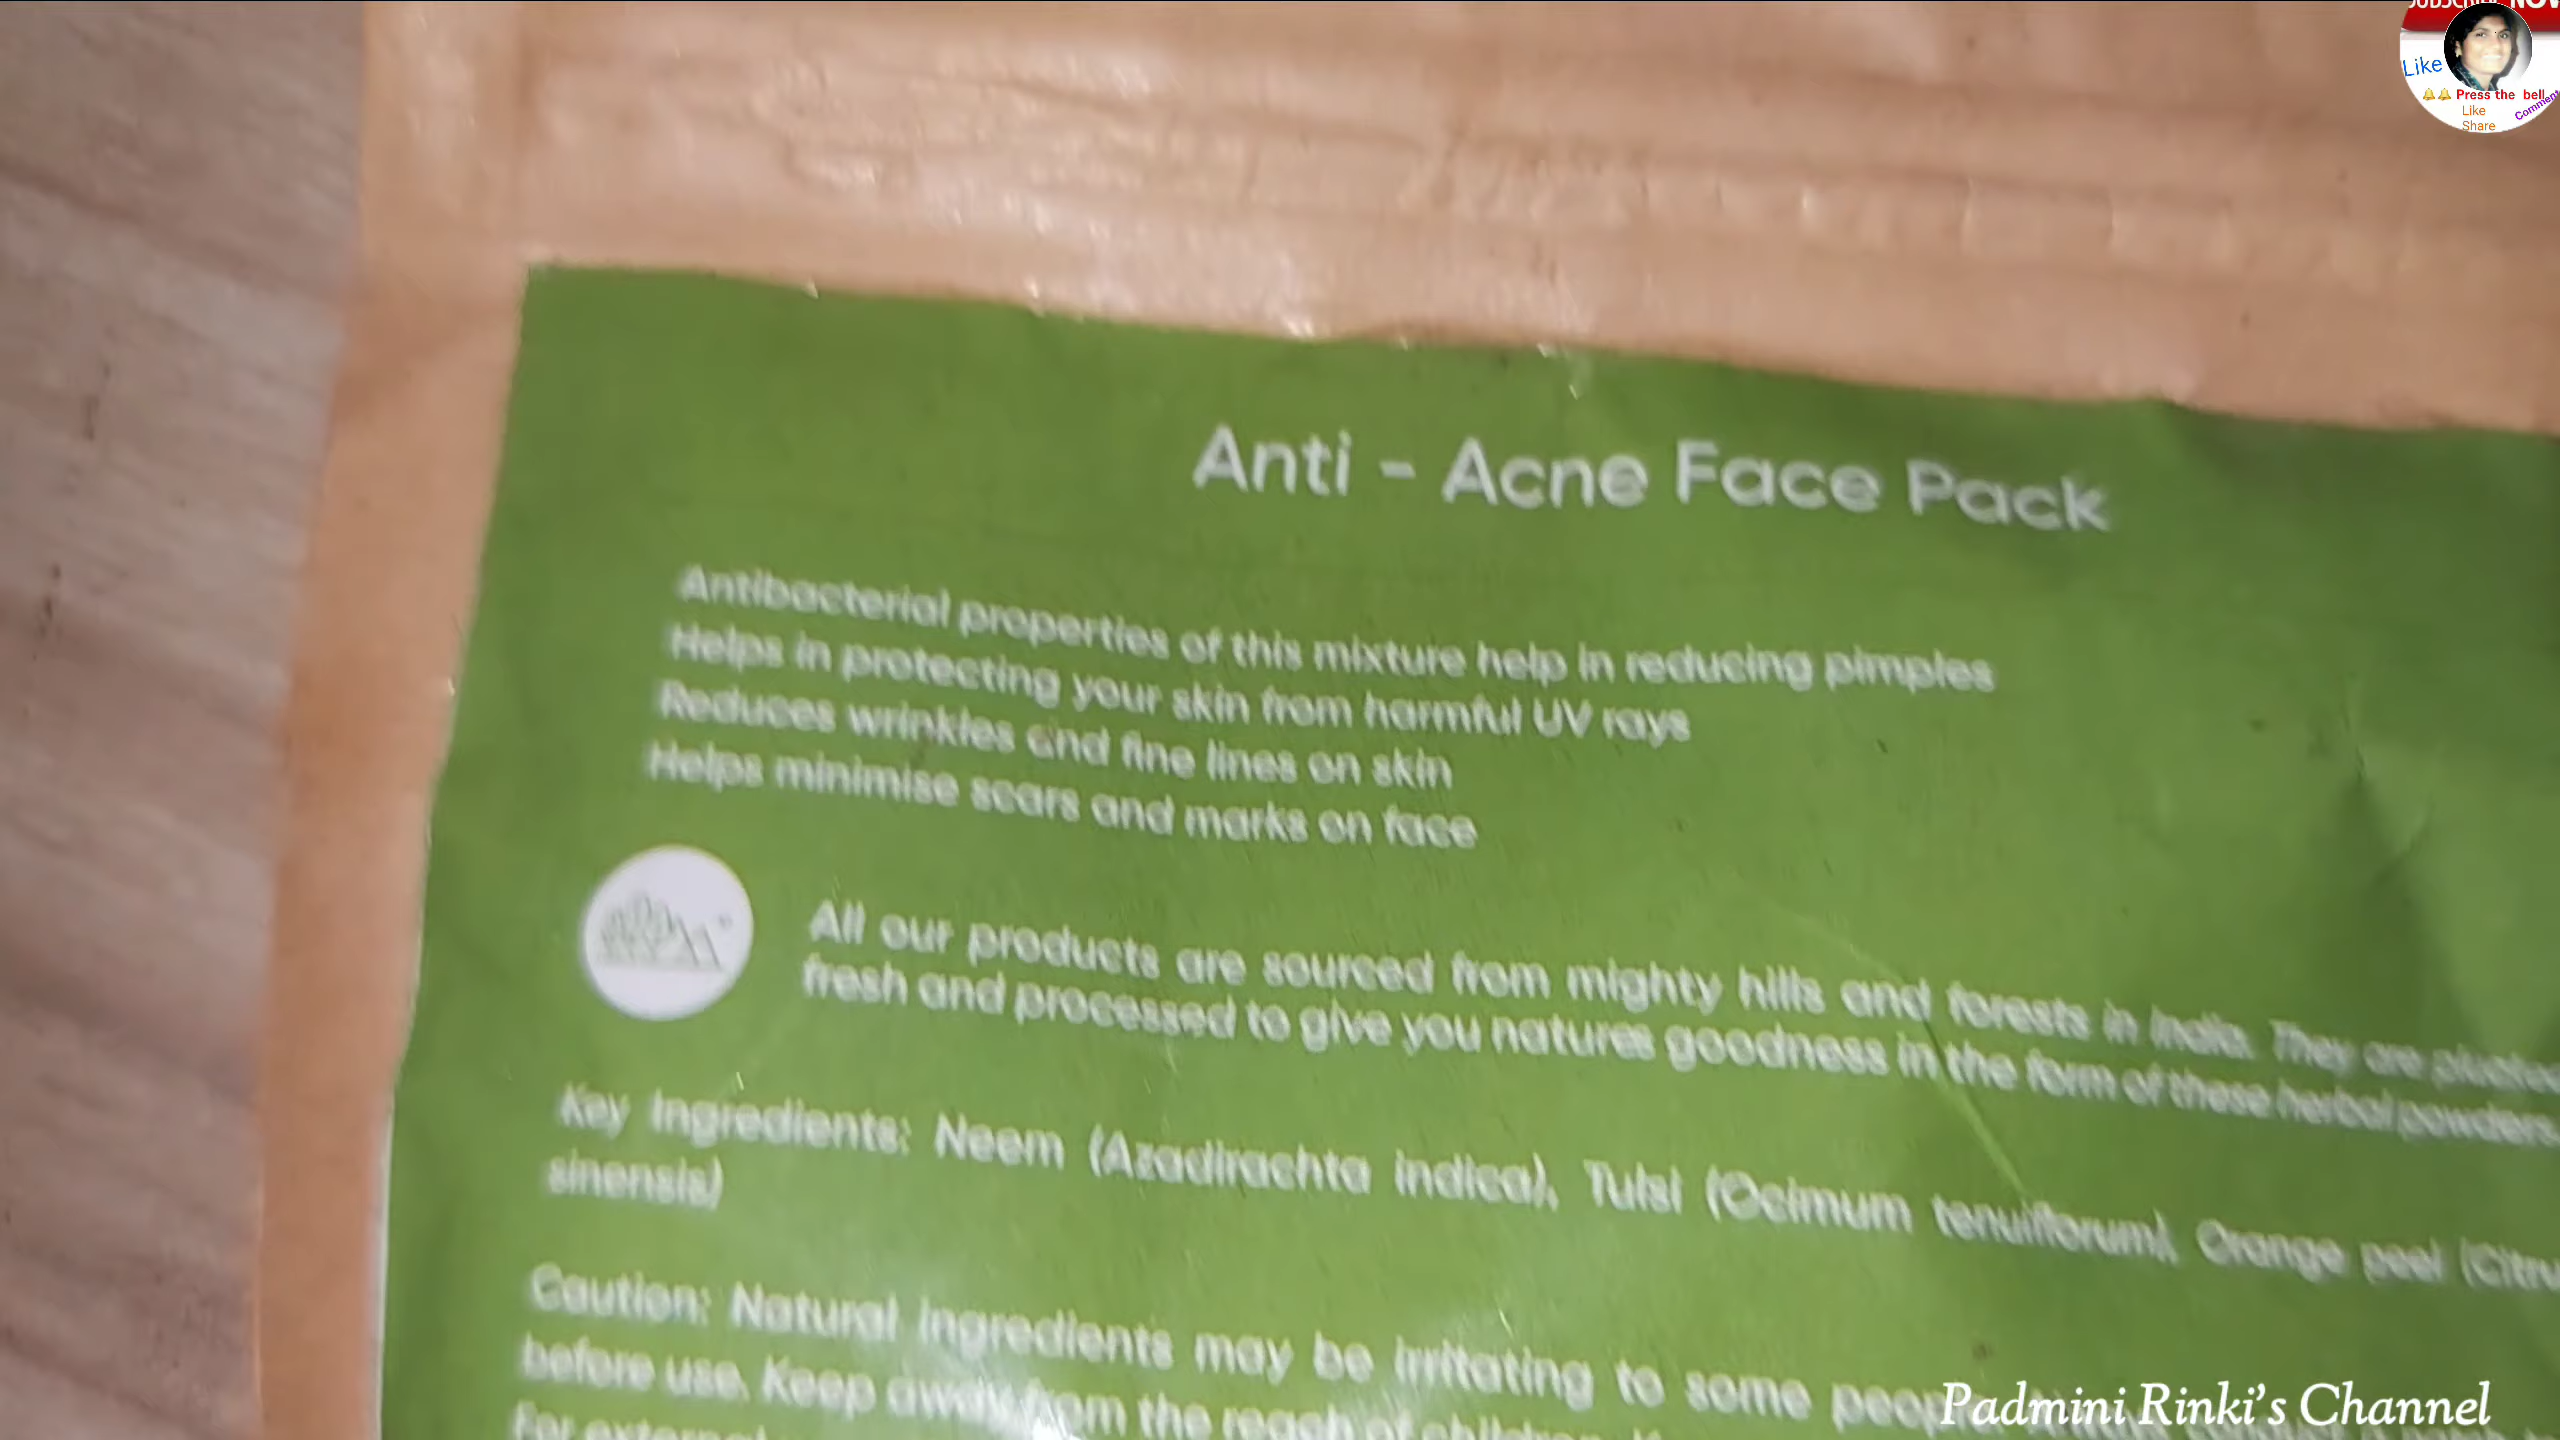 SUBSCRIBE NOW
Like
🔔🔔 Press the bell
Like
Share
Comment
Anti - Acne Face Pack
Antibacterial properties of this mixture help in reducing pimples
Helps in protecting your skin from harmful UV rays
Reduces wrinkles and fine lines on skin
Helps minimise scars and marks on face
All our products are sourced from mighty hills and forests in India. They are
fresh and processed to give you natures goodness in the form of these herbal powders.
Key Ingredients: Neem (Azadirachta indica), Tulsi (Ocimum tenuiflorum), Orange peel (Citru
sinensis)
Caution: Natural ingredients may be irritating to some
before use. Keep away from the reach of children.
For external
Padmini Rinki's Channel